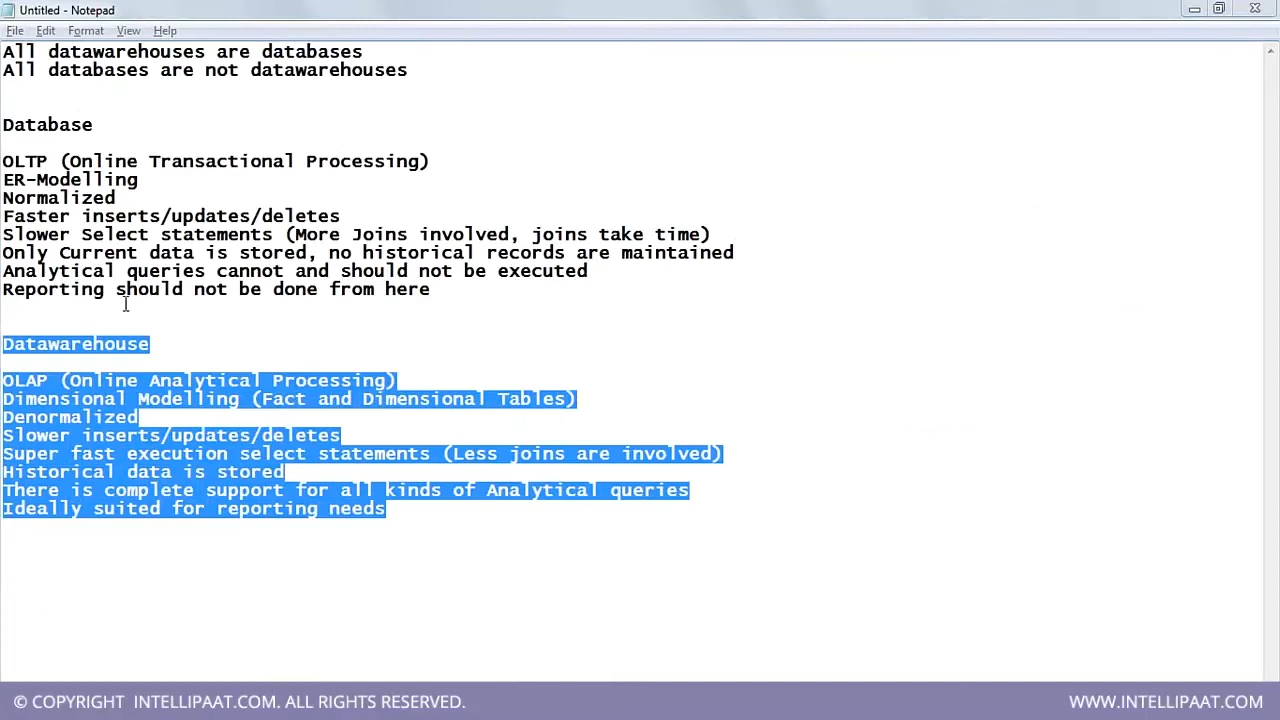 Untitled - Notepad
File Edit Format View Help
All datawarehouses are databases
All databases are not datawarehouses
Database
OLTP (Online Transactional Processing)
ER-Modelling
Normalized
Faster inserts/updates/deletes
Slower Select statements (More Joins involved, joins take time)
Only Current data is stored, no historical records are maintained
Analytical queries cannot and should not be executed
Reporting should not be done from here
Datawarehouse
OLAP (Online Analytical Processing)
Dimensional Modelling (Fact and Dimensional Tables)
Denormalized
Slower inserts/updates/deletes
Super fast execution select statements (Less joins are involved)
Historical data is stored
There is complete support for all kinds of Analytical queries
Ideally suited for reporting needs
© COPYRIGHT INTELLIPAAT.COM. ALL RIGHTS RESERVED. WWW.INTELLIPAAT.COM